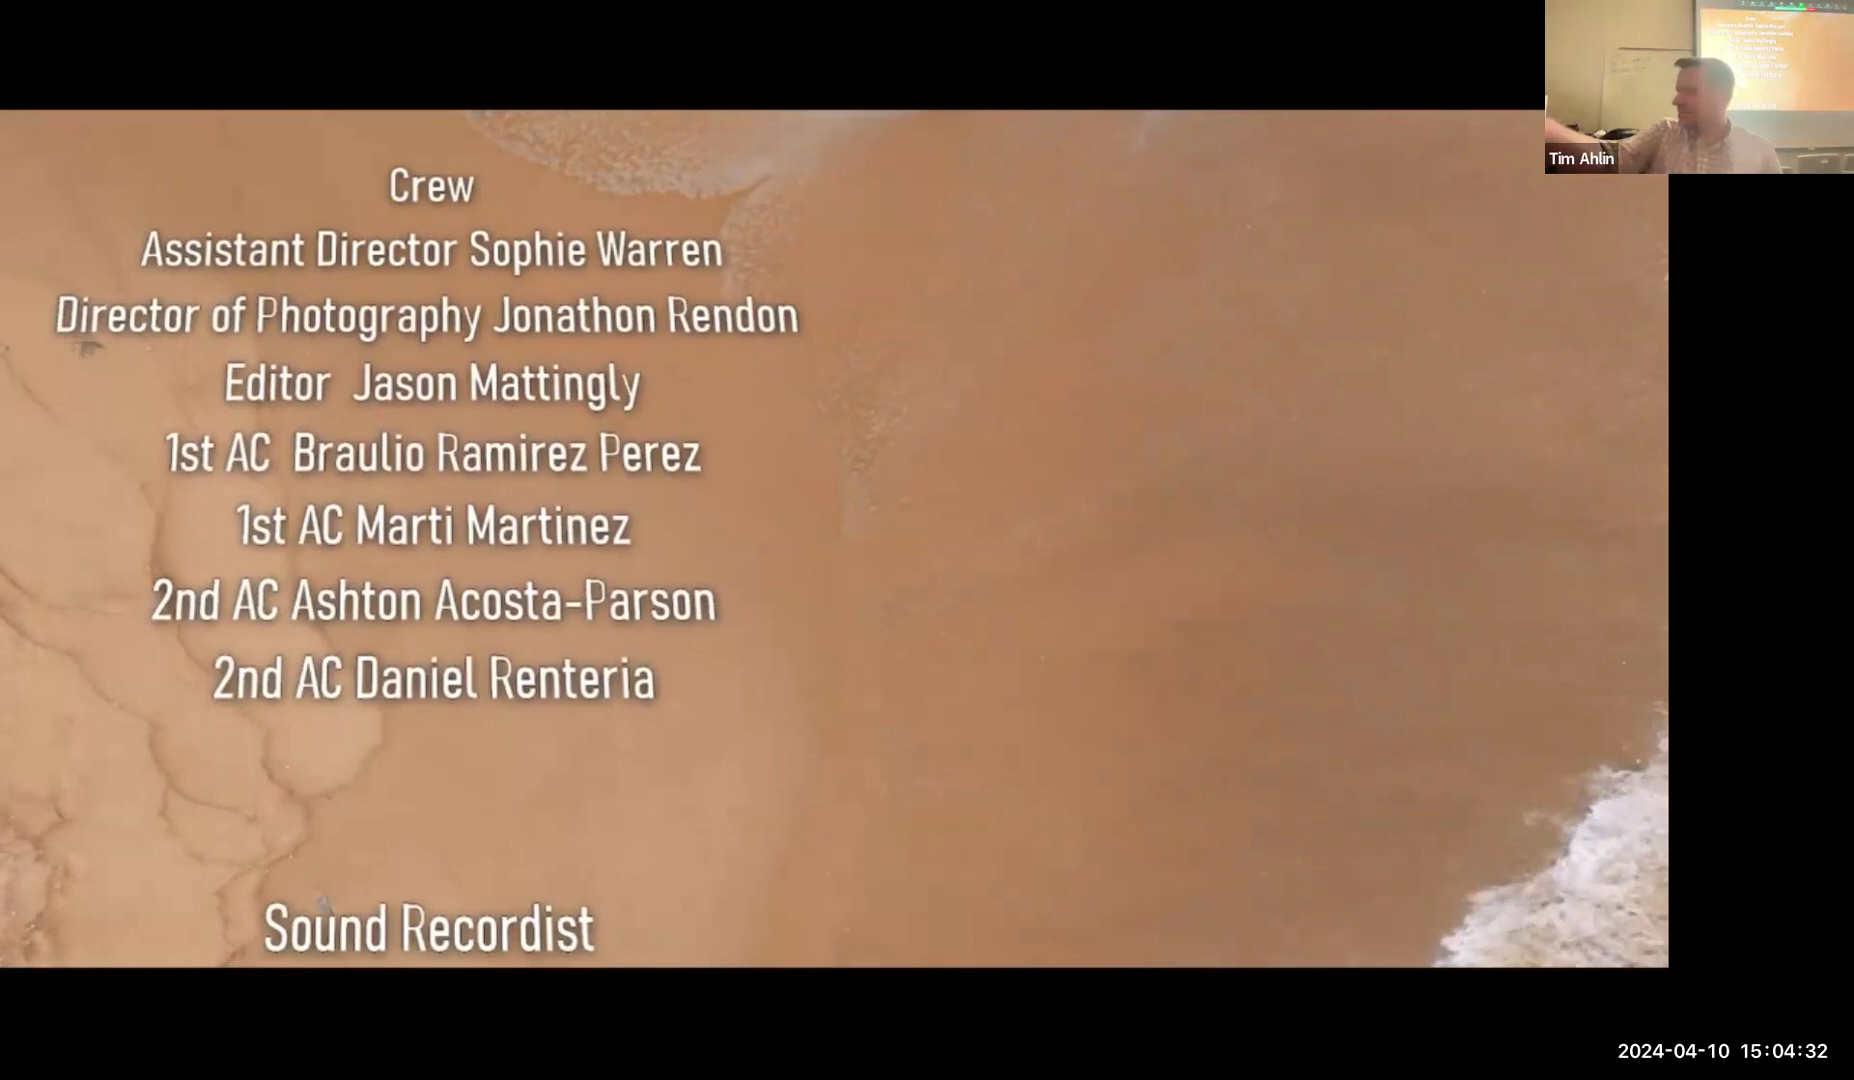 Crew
Assistant Director Sophie Warren
Director of Photography Jonathon Rendon
Editor Jason Mattingly
1st AC Braulio Ramirez Perez
1st AC Marti Martinez
2nd AC Ashton Acosta-Parson
2nd AC Daniel Renteria
Sound Recordist
Tim Ahlin
2024-04-10 15:04:32